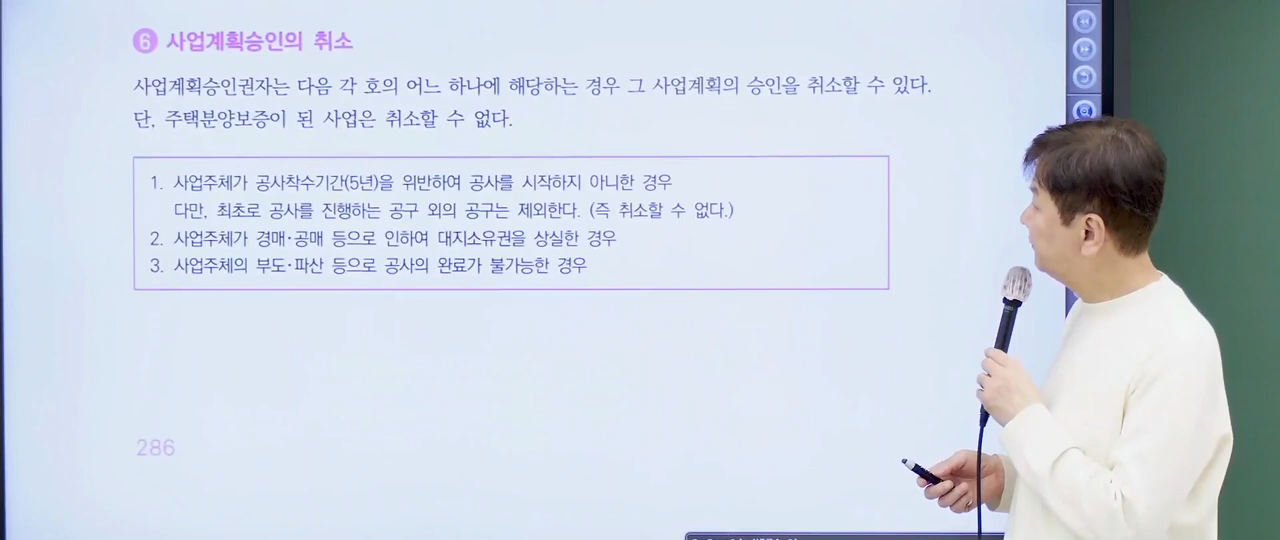 6 사업계획승인의 취소
사업계획승인권자는 다음 각 호의 어느 하나에 해당하는 경우 그 사업계획의 승인을 취소할 수 있다.
단, 주택분양보증이 된 사업은 취소할 수 없다.
1. 사업주체가 공사착수기간(5년)을 위반하여 공사를 시작하지 아니한 경우
다만, 최초로 공사를 진행하는 공구 외의 공구는 제외한다. (즉 취소할 수 없다.)
2. 사업주체가 경매·공매 등으로 인하여 대지소유권을 상실한 경우
3. 사업주체의 부도·파산 등으로 공사의 완료가 불가능한 경우
286